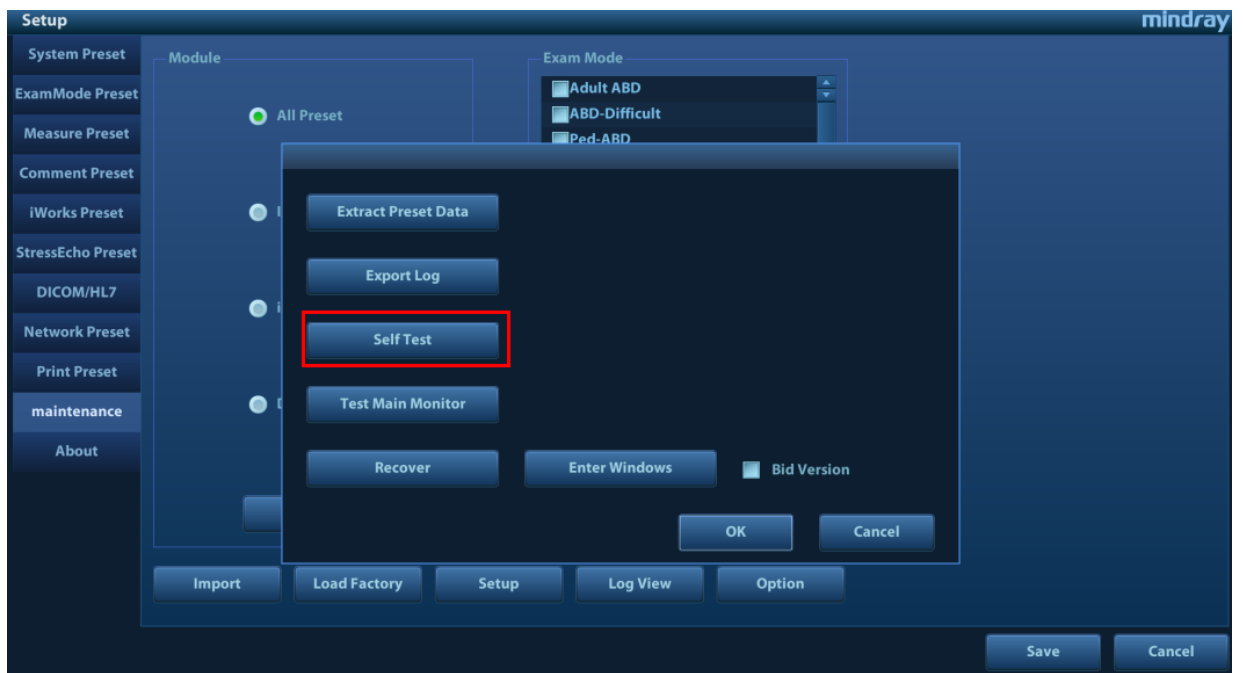 Setup
mindray
System Preset
ExamMode Preset
Measure Preset
Comment Preset
iWorks Preset
StressEcho Preset
DICOM/HL7
Network Preset
Print Preset
maintenance
About
Module
All Preset
Exam Mode
Adult ABD
ABD-Difficult
Ped-ABD
Extract Preset Data
Export Log
Self Test
Test Main Monitor
Recover
Enter Windows
Bid Version
OK
Cancel
Import
Load Factory
Setup
Log View
Option
Save
Cancel